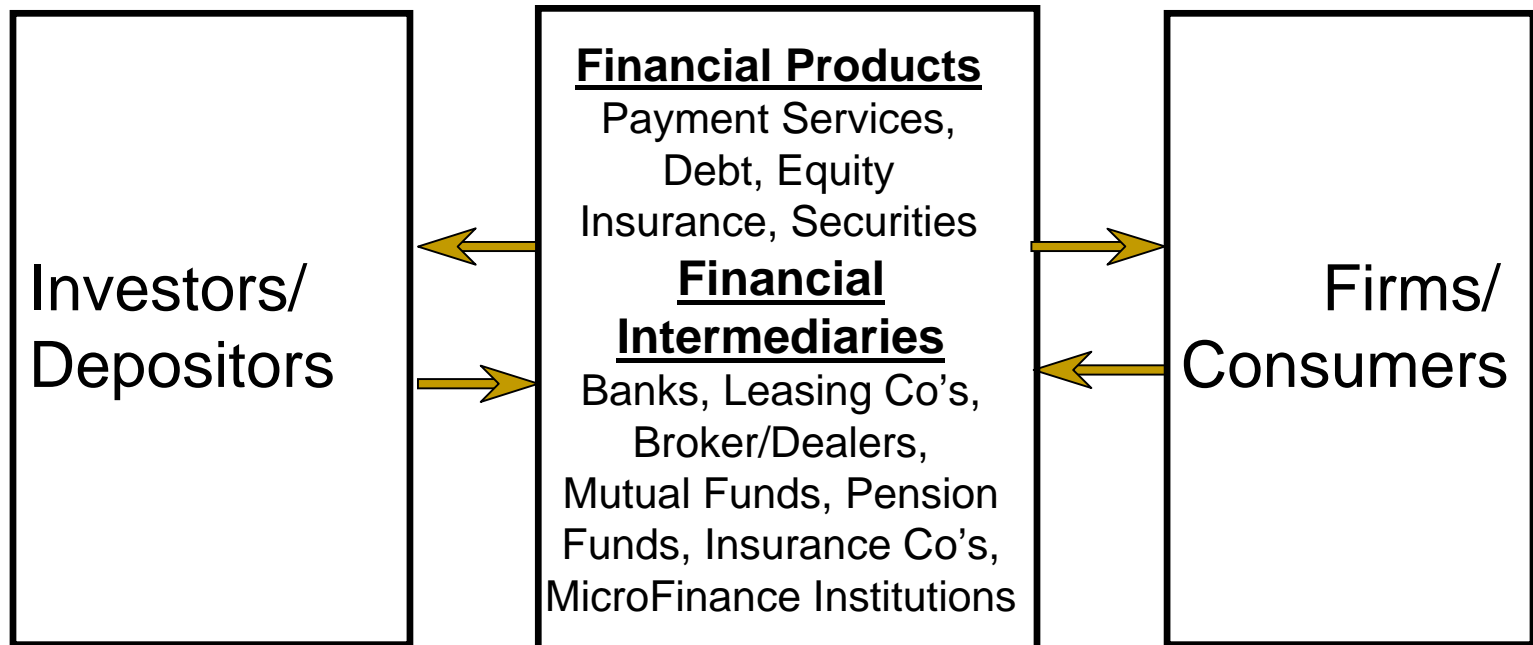 Investors/
Depositors
Financial Products
Payment Services,
Debt, Equity
Insurance, Securities
Financial
Intermediaries
Banks, Leasing Co’s,
Broker/Dealers,
Mutual Funds, Pension
Funds, Insurance Co’s,
MicroFinance Institutions
Firms/
Consumers